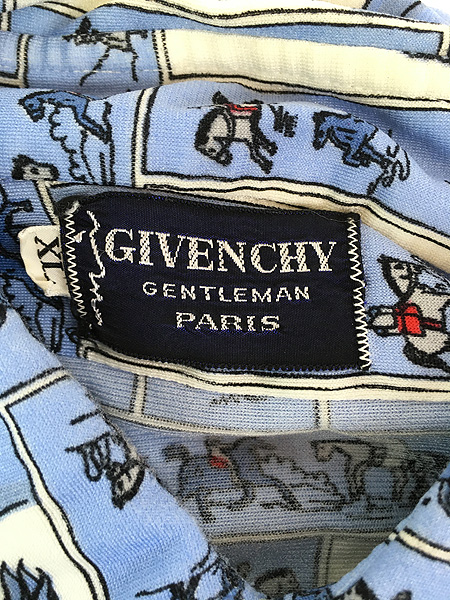 GIVENCHY
GENTLEMAN
PARIS
XL